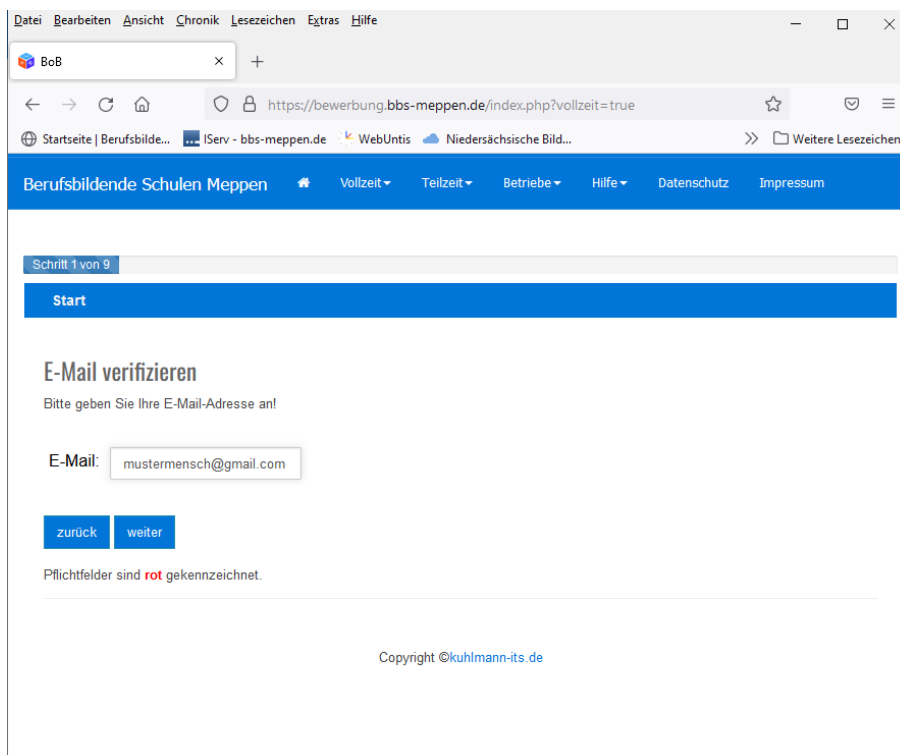 Datei Bearbeiten Ansicht Chronik Lesezeichen Extras Hilfe
BoB
https://bewerbung.bbs-meppen.de/index.php?vollzeit=true
Startseite | Berufsbilde... IServ - bbs-meppen.de WebUntis Niedersächsische Bild... Weitere Lesezeichen
Berufsbildende Schulen Meppen Vollzeit Teilzeit Betriebe Hilfe Datenschutz Impressum
Schritt 1 von 9
Start
E-Mail verifizieren
Bitte geben Sie Ihre E-Mail-Adresse an!
E-Mail: mustermensch@gmail.com
zurück weiter
Pflichtfelder sind rot gekennzeichnet.
Copyright ©kuhlmann-its.de